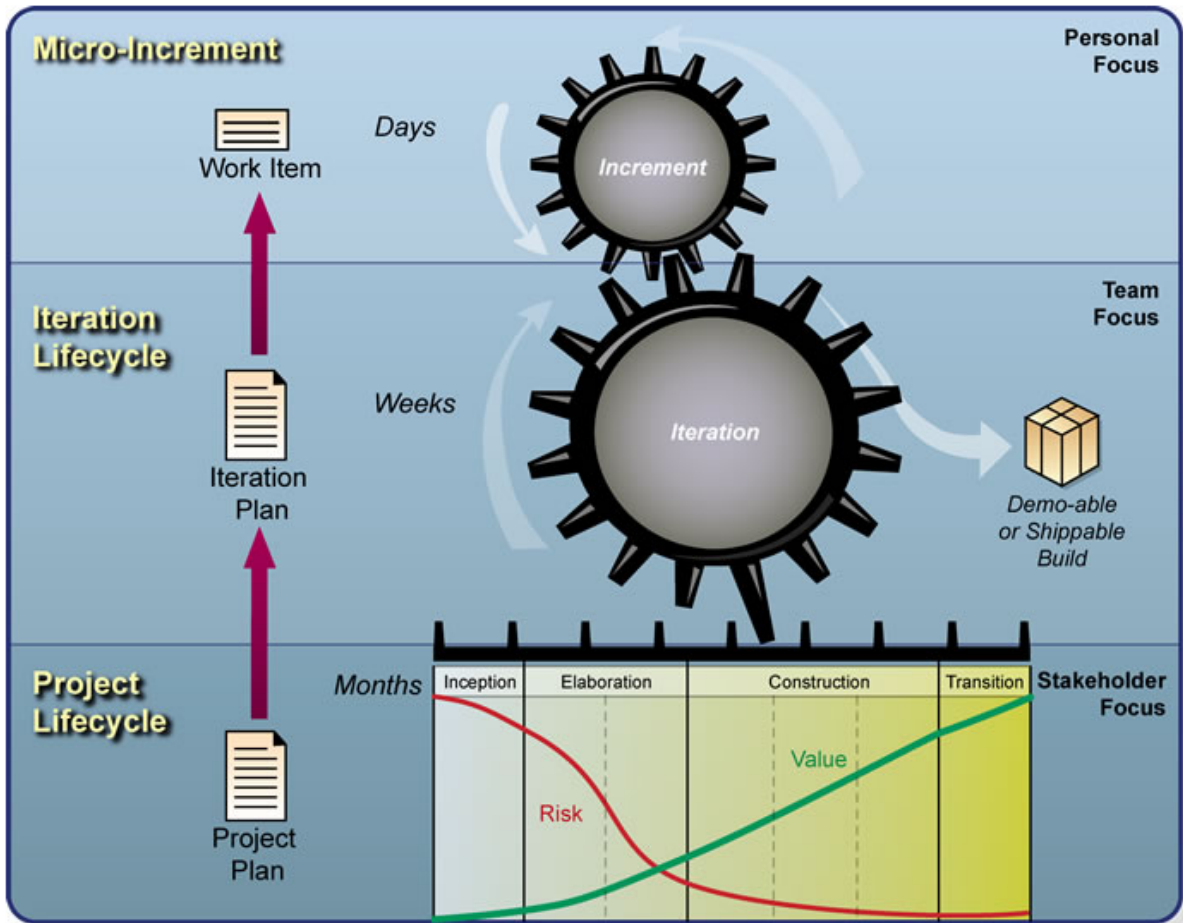 Micro-Increment
Personal
Focus
Days
Increment
Work Item
Iteration
Lifecycle
Team
Focus
Weeks
Iteration
Iteration
Plan
Demo-able
or Shippable
Build
Project
Lifecycle
Months
Inception
Elaboration
Construction
Transition
Stakeholder
Focus
Value
Risk
Project
Plan